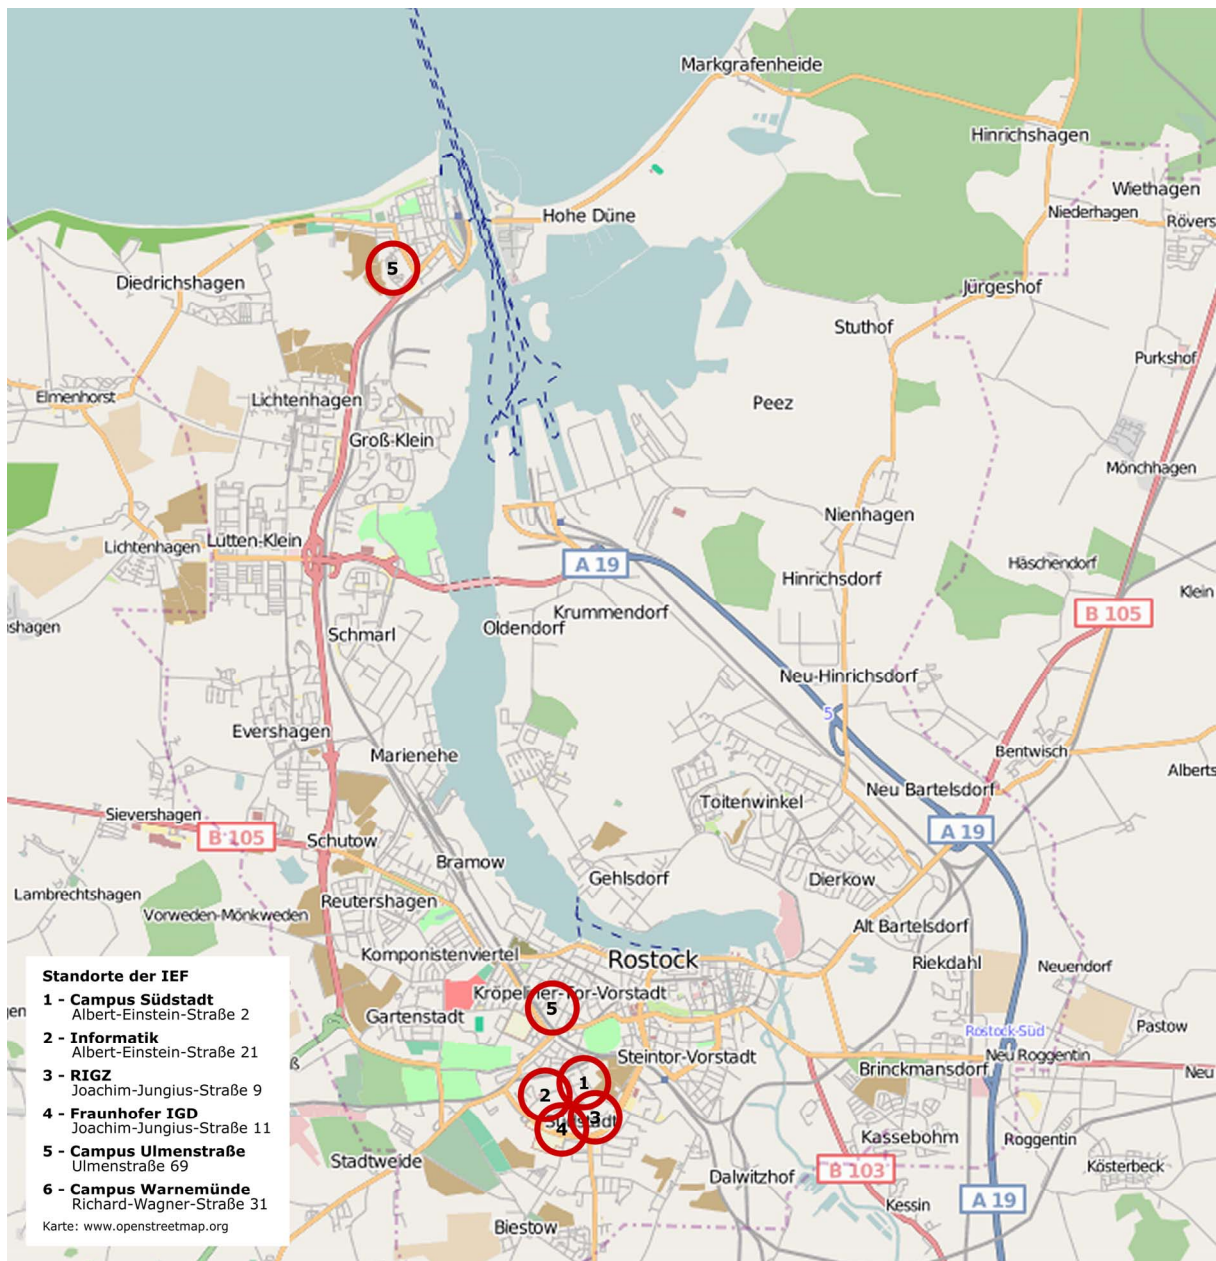 Markgrafenheide
Hinrichshagen
Wiethagen
Niederhagen
Rövers
Hohe Düne
5
Diedrichshagen
Jürgeshof
Stuthof
Purkshof
Elmenhorst
Lichtenhagen
Peez
Groß-Klein
Mönchhagen
Nienhagen
Lichtenhagen
Lütten-Klein
A 19
Häschendorf
Hinrichsdorf
Klein
Krummendorf
B 105
shagen
Schmarl
Oldendorf
Neu-Hinrichsdorf
5
Evershagen
Marienehe
Bentwisch
Alberts
Neu Bartelsdorf
Toitenwinkel
Sievershagen
B 105
Schutow
A 19
Bramow
Gehlsdorf
Dierkow
Lambrechtshagen
Reutershagen
Vorweden-Mönkweden
Alt Bartelsdorf
Komponistenviertel
Rostock
Riekdahl
Neuendorf
Kröpeliner-Tor-Vorstadt
5
Gartenstadt
Rostock-Süd
Pastow
Steintor-Vorstadt
Neu Roggentin
Brinckmansdorf
Neu
1
2
3
Südstadt
4
Kassebohm
Roggentin
Stadtweide
Dalwitzhof
B 103
Kösterbeck
Kessin
A 19
Biestow
Standorte der IEF
1 - Campus Südstadt
Albert-Einstein-Straße 2
2 - Informatik
Albert-Einstein-Straße 21
3 - RIGZ
Joachim-Jungius-Straße 9
4 - Fraunhofer IGD
Joachim-Jungius-Straße 11
5 - Campus Ulmenstraße
Ulmenstraße 69
6 - Campus Warnemünde
Richard-Wagner-Straße 31
Karte: www.openstreetmap.org